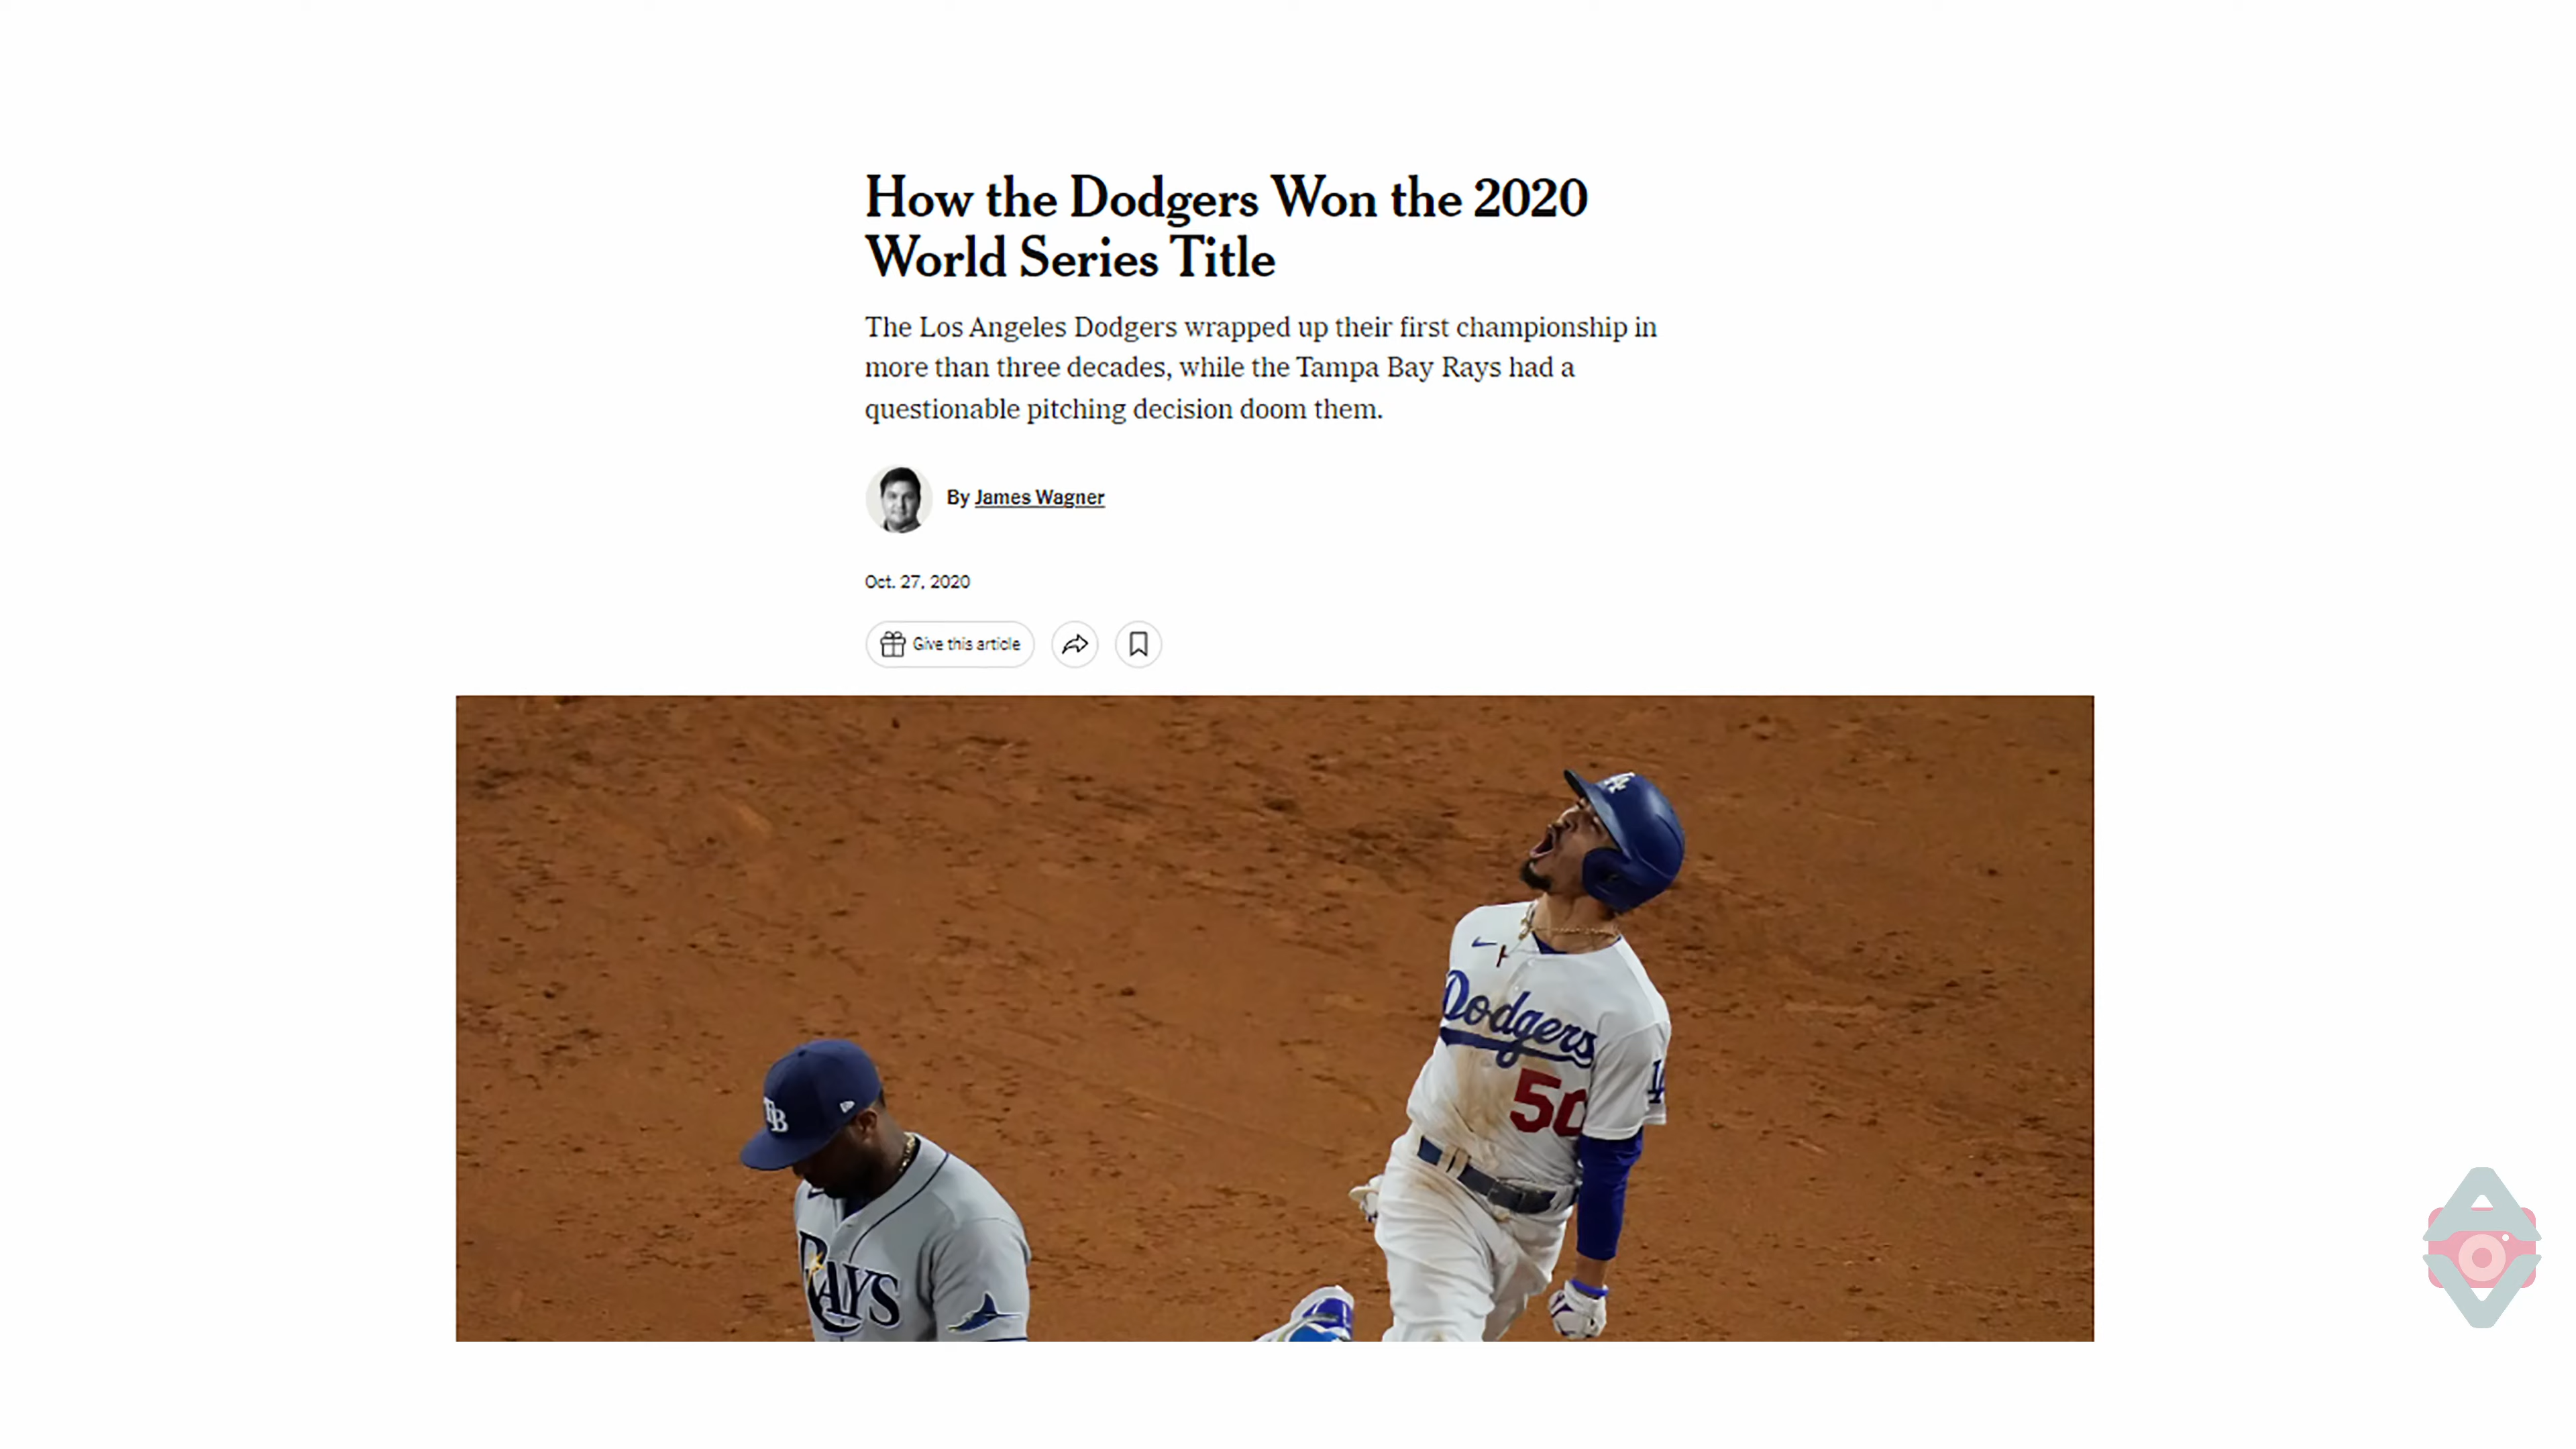 How the Dodgers Won the 2020
World Series Title
The Los Angeles Dodgers wrapped up their first championship in
more than three decades, while the Tampa Bay Rays had a
questionable pitching decision doom them.
By James Wagner
Oct. 27, 2020
Give this article
LA
Dodgers
50
LA
TB
RAYS